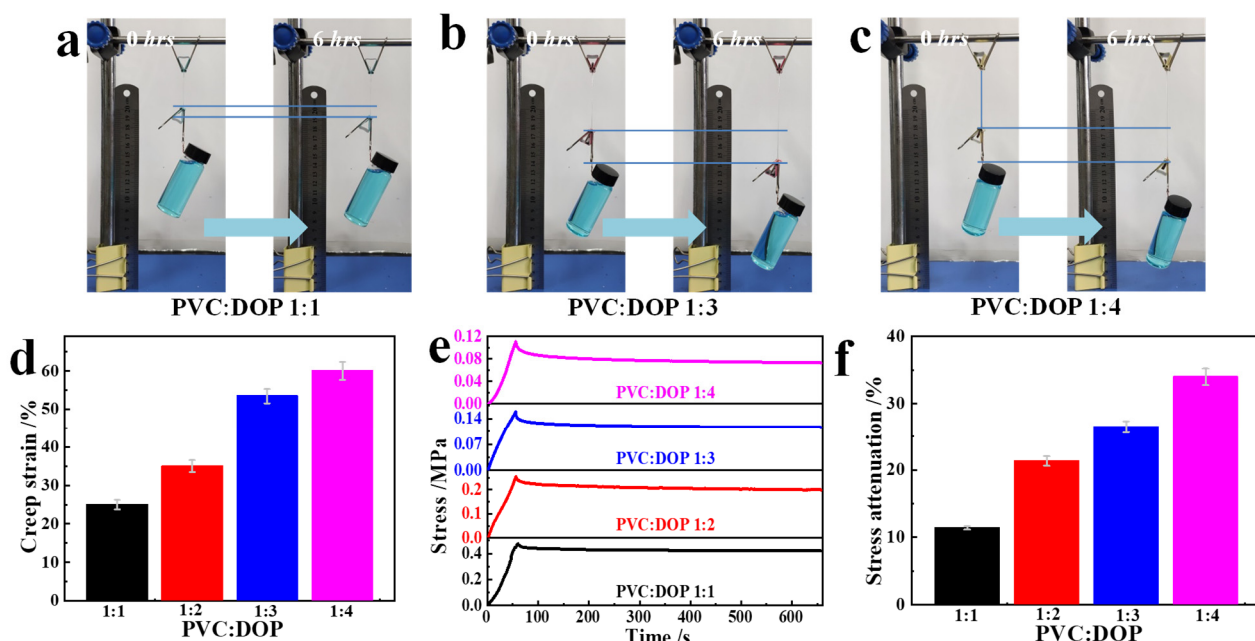 a
0 hrs
6 hrs
PVC:DOP 1:1
b
0 hrs
6 hrs
PVC:DOP 1:3
c
0 hrs
6 hrs
PVC:DOP 1:4
d
Creep strain /%
60
50
40
30
20
10
0
1:1
1:2
1:3
1:4
PVC:DOP
e
Stress /MPa
0.12
0.08
0.04
0.00
PVC:DOP 1:4
0.14
0.07
0.00
PVC:DOP 1:3
0.2
0.1
0.0
PVC:DOP 1:2
0.4
0.2
0.0
PVC:DOP 1:1
0
100
200
300
400
500
600
Time /s
f
Stress attenuation /%
40
30
20
10
0
1:1
1:2
1:3
1:4
PVC:DOP